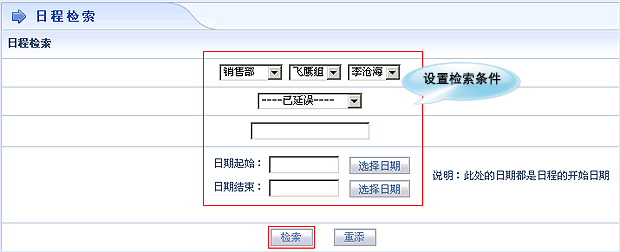 日程检索
日程检索
销售部 飞鹰组 李沧海
设置检索条件
----已延误----
日期起始： 选择日期
说明：此处的日期都是日程的开始日期
日期结束： 选择日期
检索 重添